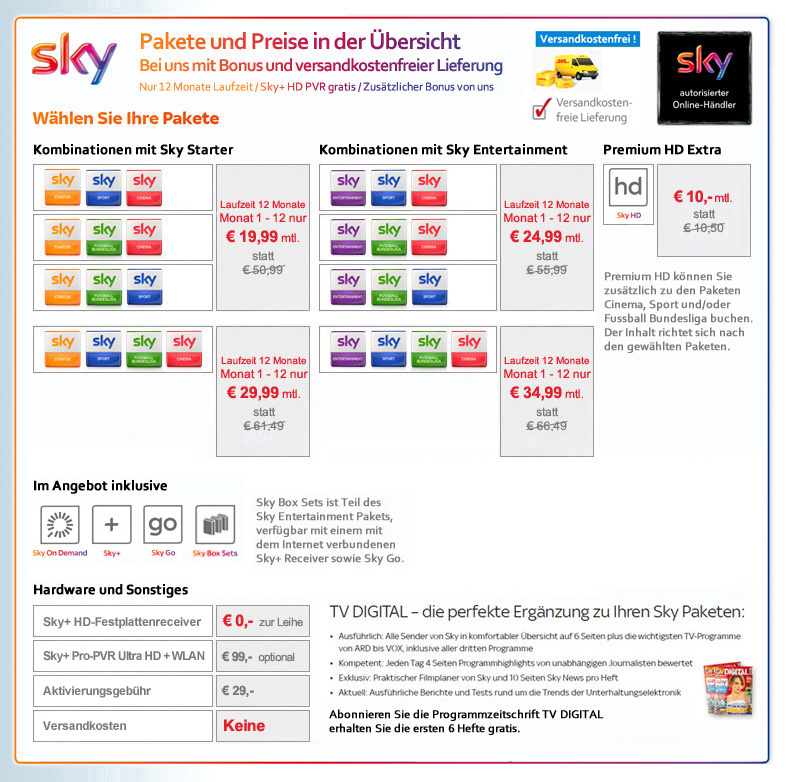 sky
Pakete und Preise in der Übersicht
Bei uns mit Bonus und versandkostenfreier Lieferung
Nur 12 Monate Laufzeit / Sky+ HD PVR gratis / Zusätzlicher Bonus von uns
Versandkostenfrei !
Versandkosten-
freie Lieferung
sky
autorisierter
Online-Händler
Wählen Sie Ihre Pakete
Kombinationen mit Sky Starter
sky STARTER sky SPORT sky CINEMA
sky STARTER sky FUSSBALL BUNDESLIGA sky CINEMA
sky STARTER sky FUSSBALL BUNDESLIGA sky SPORT
Laufzeit 12 Monate
Monat 1 - 12 nur
€ 19,99 mtl.
statt
€ 50,99
sky STARTER sky SPORT sky FUSSBALL BUNDESLIGA sky CINEMA
Laufzeit 12 Monate
Monat 1 - 12 nur
€ 29,99 mtl.
statt
€ 61,49
Kombinationen mit Sky Entertainment
sky ENTERTAINMENT sky SPORT sky CINEMA
sky ENTERTAINMENT sky FUSSBALL BUNDESLIGA sky CINEMA
sky ENTERTAINMENT sky FUSSBALL BUNDESLIGA sky SPORT
Laufzeit 12 Monate
Monat 1 - 12 nur
€ 24,99 mtl.
statt
€ 55,99
sky ENTERTAINMENT sky SPORT sky FUSSBALL BUNDESLIGA sky CINEMA
Laufzeit 12 Monate
Monat 1 - 12 nur
€ 34,99 mtl.
statt
€ 66,49
Premium HD Extra
hd
Sky HD
€ 10,- mtl.
statt
€ 10,50
Premium HD können Sie
zusätzlich zu den Paketen
Cinema, Sport und/oder
Fussball Bundesliga buchen.
Der Inhalt richtet sich nach
den gewählten Paketen.
Im Angebot inklusive
+ go
Sky On Demand Sky+ Sky Go Sky Box Sets
Sky Box Sets ist Teil des
Sky Entertainment Pakets,
verfügbar mit einem mit
dem Internet verbundenen
Sky+ Receiver sowie Sky Go.
Hardware und Sonstiges
Sky+ HD-Festplattenreceiver € 0,- zur Leihe
Sky+ Pro-PVR Ultra HD + WLAN € 99,- optional
Aktivierungsgebühr € 29,-
Versandkosten Keine
TV DIGITAL – die perfekte Ergänzung zu Ihren Sky Paketen:
• Ausführlich: Alle Sender von Sky in komfortabler Übersicht auf 6 Seiten plus die wichtigsten TV-Programme
von ARD bis VOX, inklusive aller dritten Programme
• Kompetent: Jeden Tag 4 Seiten Programmhighlights von unabhängigen Journalisten bewertet
• Exklusiv: Praktischer Filmplaner von Sky und 10 Seiten Sky News pro Heft
• Aktuell: Ausführliche Berichte und Tests rund um die Trends der Unterhaltungselektronik
Abonnieren Sie die Programmzeitschrift TV DIGITAL
erhalten Sie die ersten 6 Hefte gratis.